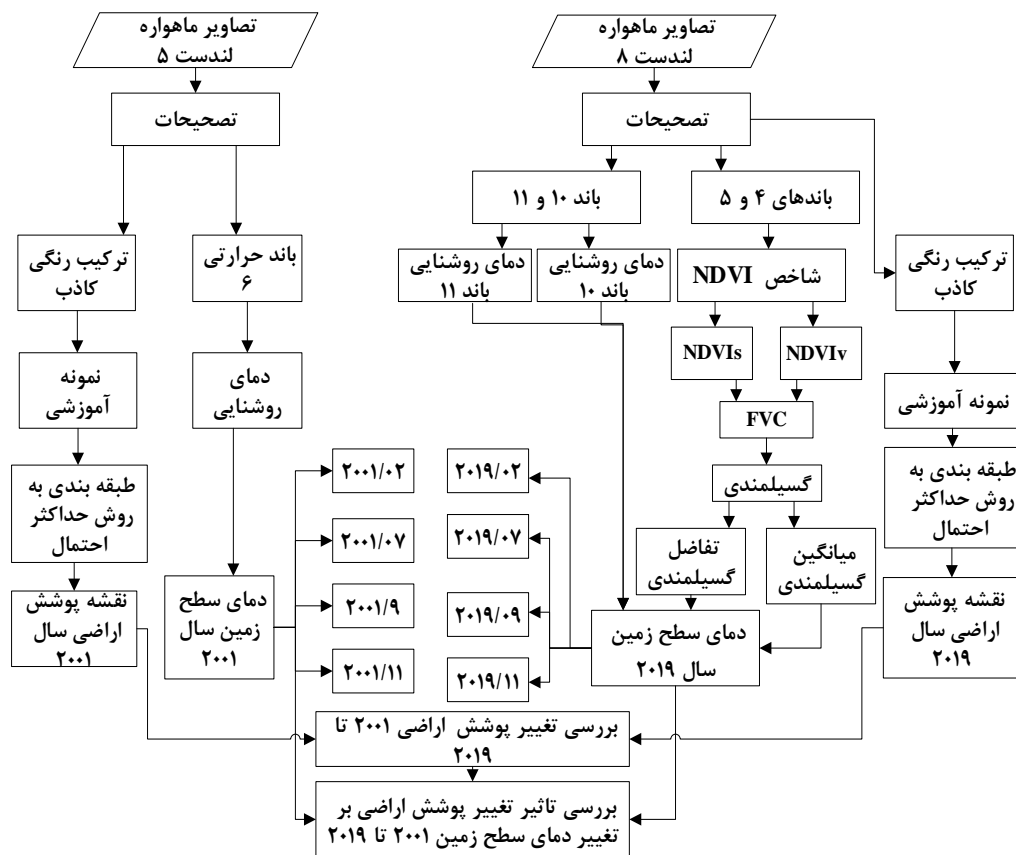 تصاویر ماهواره
لندست ۵
تصاویر ماهواره
لندست ۸
تصحیحات
تصحیحات
باند ۱۰ و ۱۱
باندهای ۴ و ۵
ترکیب رنگی
کاذب
باند حرارتی
۶
دمای روشنایی
باند ۱۱
دمای روشنایی
باند ۱۰
شاخص NDVI
ترکیب رنگی
کاذب
NDVIs
NDVIv
نمونه
آموزشی
دمای
روشنایی
نمونه آموزشی
FVC
طبقه بندی به
روش حداکثر
احتمال
۲۰۰۱/۰۲
۲۰۱۹/۰۲
گسیلمندی
طبقه بندی به
روش حداکثر
احتمال
۲۰۰۱/۰۷
۲۰۱۹/۰۷
تفاضل
گسیلمندی
میانگین
گسیلمندی
نقشه پوشش
اراضی سال
۲۰۰۱
دمای سطح
زمین سال
۲۰۰۱
۲۰۰۱/۹
۲۰۱۹/۰۹
دمای سطح زمین
سال ۲۰۱۹
نقشه پوشش
اراضی سال
۲۰۱۹
۲۰۰۱/۱۱
۲۰۱۹/۱۱
بررسی تغییر پوشش اراضی ۲۰۰۱ تا
۲۰۱۹
بررسی تاثیر تغییر پوشش اراضی بر
تغییر دمای سطح زمین ۲۰۰۱ تا ۲۰۱۹